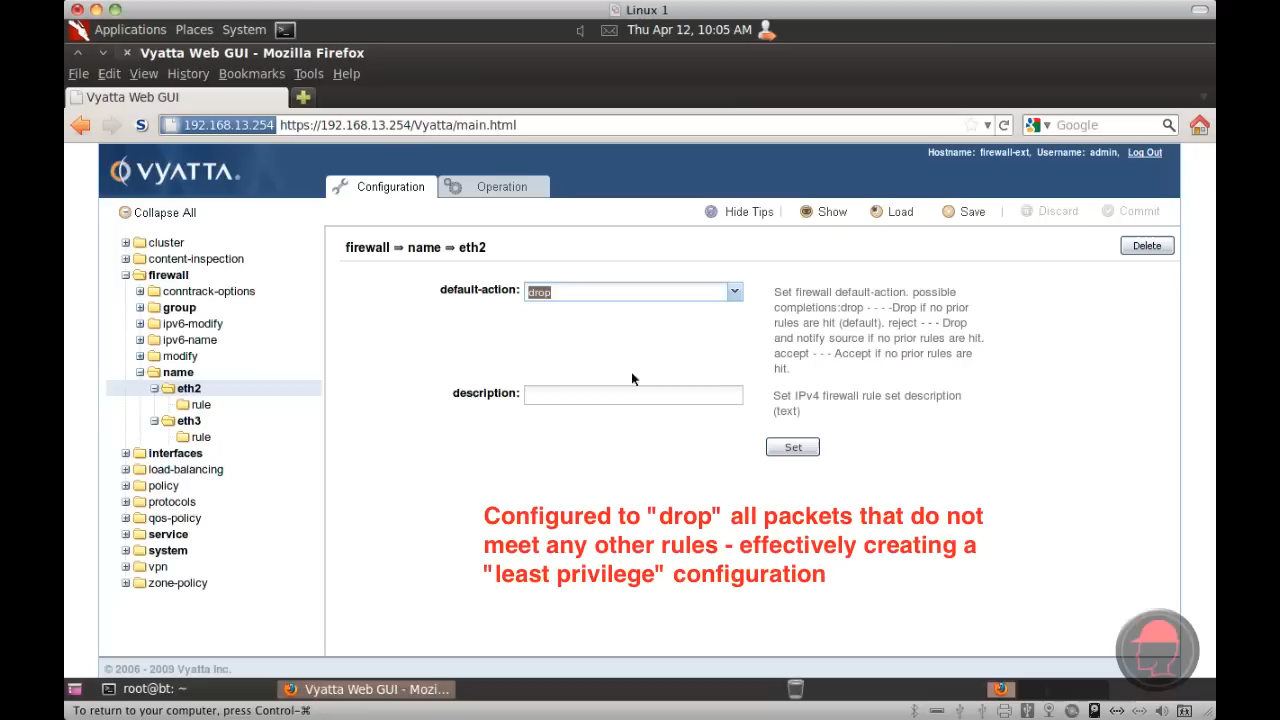 Linux 1
Applications Places System Thu Apr 12, 10:05 AM
Vyatta Web GUI - Mozilla Firefox
File Edit View History Bookmarks Tools Help
Vyatta Web GUI
192.168.13.254 https://192.168.13.254/Vyatta/main.html Google
VYATTA. Hostname: firewall-ext, Username: admin, Log Out
Configuration Operation
Collapse All Hide Tips Show Load Save Discard Commit
cluster
content-inspection
firewall
conntrack-options
group
ipv6-modify
ipv6-name
modify
name
eth2
rule
eth3
rule
interfaces
load-balancing
policy
protocols
qos-policy
service
system
vpn
zone-policy
firewall ⇒ name ⇒ eth2 Delete
default-action: drop
Set firewall default-action. possible
completions:drop - - - -Drop if no prior
rules are hit (default). reject - - - Drop
and notify source if no prior rules are hit.
accept - - - Accept if no prior rules are
hit.
description:
Set IPv4 firewall rule set description
(text)
Set
Configured to "drop" all packets that do not
meet any other rules - effectively creating a
"least privilege" configuration
© 2006 - 2009 Vyatta Inc.
root@bt: ~ Vyatta Web GUI - Mozi...
To return to your computer, press Control-⌘